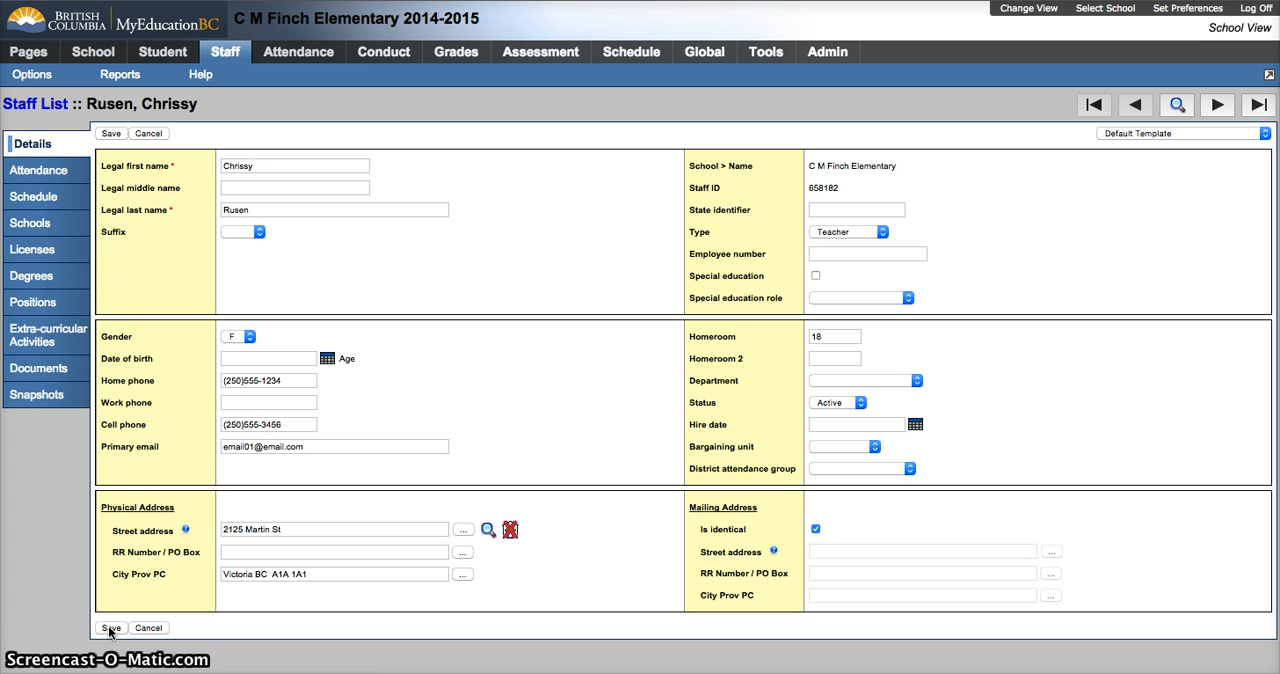 BRITISH COLUMBIA MyEducationBC C M Finch Elementary 2014-2015 Change View Select School Set Preferences Log Off
School View
Pages School Student Staff Attendance Conduct Grades Assessment Schedule Global Tools Admin
Options Reports Help
Staff List :: Rusen, Chrissy
Details
Attendance
Schedule
Schools
Licenses
Degrees
Positions
Extra-curricular
Activities
Documents
Snapshots
Save Cancel Default Template
Legal first name * Chrissy
Legal middle name
Legal last name * Rusen
Suffix
School > Name C M Finch Elementary
Staff ID 658182
State identifier
Type Teacher
Employee number
Special education
Special education role
Gender F
Date of birth Age
Home phone (250)555-1234
Work phone
Cell phone (250)555-3456
Primary email email01@email.com
Homeroom 18
Homeroom 2
Department
Status Active
Hire date
Bargaining unit
District attendance group
Physical Address
Street address ? 2125 Martin St ...
RR Number / PO Box ...
City Prov PC Victoria BC A1A 1A1 ...
Mailing Address
Is identical
Street address ? ...
RR Number / PO Box ...
City Prov PC ...
Save Cancel
Screencast-O-Matic.com